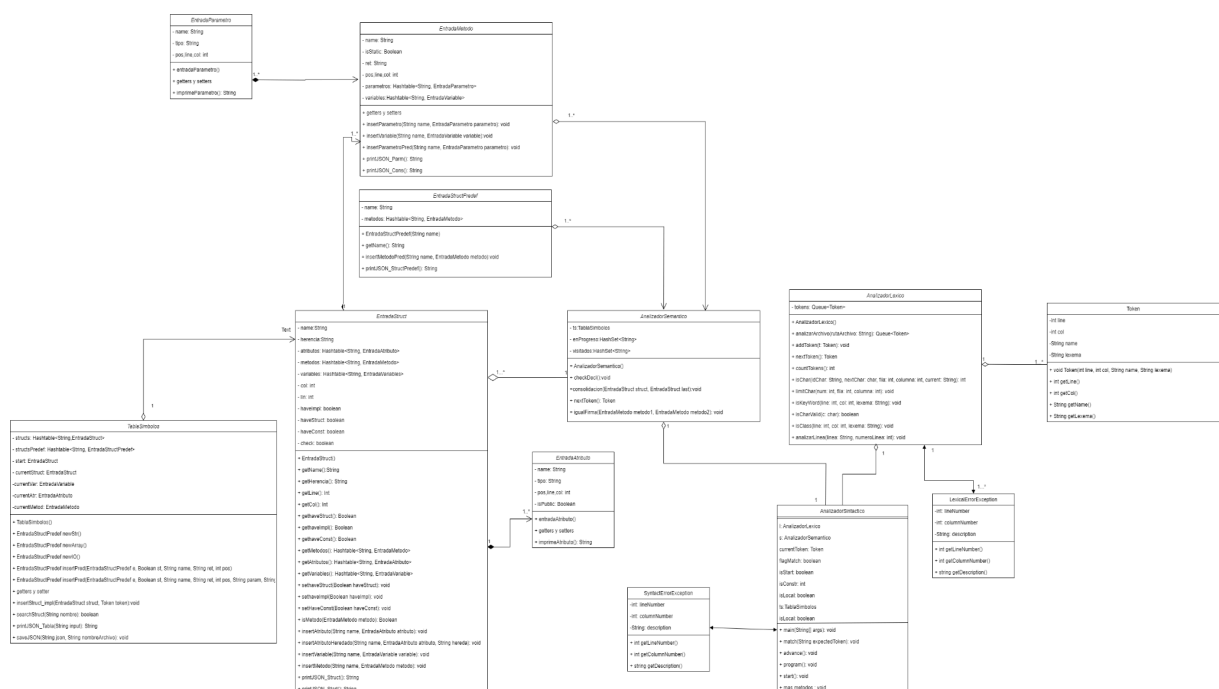 EntradaParametro
- name: String
- tipo: String
- pos,line,col: int
+ entradaParámetro()
+ getters y setters
+ imprimeParametro(): String
1..*
EntradaMetodo
- name: String
- isStatic: Boolean
- ret: String
- pos,line,col: int
- parametros: Hashtable<String, EntradaParametro>
- variables:Hashtable<String, EntradaVariable>
+ getters y setters
+ insertParametro(String name, EntradaParametro parametro): void
+ insertVariable(String name, EntradaVariable variable):void
+ insertParametroPred(String name, EntradaParametro parametro): void
+ printJSON_Parm(): String
+ printJSON_Cons(): String
1..*
1..*
EntradaStructPredef
- name: String
- metodos: Hashtable<String, EntradaMetodo>
+ EntradaStructPredef(String name)
+ getName(): String
+ insertMetodoPred(String name, EntradaMetodo metodo):void
+ printJSON_StructPredef(): String
1..*
Text
1
TablaSimbolos
- structs: Hashtable<String,EntradaStruct>
- structsPredef: Hashtable<String, EntradaStructPredef>
- start: EntradaStruct
- currentStruct: EntradaStruct
-currentVar: EntradaVariable
-currentAtr: EntradaAtributo
-currentMetod: EntradaMetodo
+ TablaSimbolos()
+ EntradaStructPredef newStr()
+ EntradaStructPredef newArray()
+ EntradaStructPredef newIO()
+ EntradaStructPredef insertPred(EntradaStructPredef e, Boolean st, String name, String ret, int pos)
+ EntradaStructPredef insertPred(EntradaStructPredef e, Boolean st, String name, String ret, int pos, String param, String
+ getters y setter
+ insertStruct_impl(EntradaStruct struct, Token token):void
+ searchStruct(String nombre): boolean
+ printJSON_Tabla(String input): String
+ saveJSON(String json, String nombreArchivo): void
EntradaStruct
- name:String
- herencia:String
- atributos: Hashtable<String, EntradaAtributo>
- metodos: Hashtable<String, EntradaMetodo>
- variables: Hashtable<String, EntradaVariables>
- col: int
- lin: int
- haveImpl: boolean
- haveStruct: boolean
- haveConst: boolean
- check: boolean
+ EntradaStruct()
+ getName():String
+ getHerencia(): String
+ getLine(): int
+ getCol(): int
+ gethaveStruct(): Boolean
+ gethaveImpl(): Boolean
+ gethaveConst(): Boolean
+ getMetodos(): Hashtable<String, EntradaMetodo>
+ getAtributos(): Hashtable<String, EntradaAtributo>
+ getVariables(): Hashtable<String, EntradaVariable>
+ sethaveStruct(Boolean haveStruct): void
+ sethaveImpl(Boolean haveImpl): void
+ setHaveConst(Boolean haveConst): void
+ isMetodo(EntradaMetodo metodo): Boolean
+ insertAtributo(String name, EntradaAtributo atributo): void
+ insertAtributoHeredado(String name, EntradaAtributo atributo, String hereda): void
+ insertVariable(String name, EntradaVariable variable): void
+ insertMetodo(String name, EntradaMetodo metodo): void
+ printJSON_Struct(): String
+ printJSON_Start(): String
1..*
1
1
1..*
EntradaAtributo
- name: String
- tipo: String
- pos,line,col: int
- isPublic: Boolean
+ entradaAtributo()
+ getters y setters
+ imprimeAtributo(): String
AnalizadorSemantico
- ts:TablaSimbolos
- enProgreso:HashSet<String>
- visitados:HashSet<String>
+ AnalizadorSemantico()
+ checkDecl():void
+consolidacion(EntradaStruct struct, EntradaStruct last):void
+ nextToken(): Token
+ igualFirma(EntradaMetodo metodo1, EntradaMetodo metodo2): void
1
AnalizadorLexico
- tokens: Queue<Token>
+ AnalizadorLexico()
+ analizarArchivo(rutaArchivo: String): Queue<Token>
+ addToken(t: Token): void
+ nextToken(): Token
+ countTokens(): int
+ isChar(stChar: String, nextChar: char, fila: int, columna: int, current: String): int
+ limitChar(num: int, fila: int, columna: int): void
+ isKeyWord(line: int, col: int, lexema: String): void
+ isCharValid(c: char): boolean
+ isClass(line: int, col: int, lexema: String): void
+ analizarLinea(linea: String, numeroLinea: int): void
1
1
Token
-int line
-int col
-String name
-String lexema
+ void Token(int line, int col, String name, String lexema)
+ int getLine()
+ int getCol()
+ String getName()
+ String getLexema()
1
1
1...*
LexicalErrorException
-int: lineNumber
-int: columnNumber
-String: description
+ int getLineNumber()
+ int getColumnNumber()
+ string getDescription()
1
AnalizadorSintactico
l: AnalizadorLexico
s: AnalizadorSemantico
currentToken: Token
flagMatch: boolean
isStart: boolean
isConstr: int
isLocal: boolean
ts: TablaSimbolos
isLocal: boolean
+ main(String[] args): void
+ match(String expectedToken): void
+ advance(): void
+ program(): void
+ start(): void
+ mas metodos : void
SyntactErrorException
-int: lineNumber
-int: columnNumber
-String: description
+ int getLineNumber()
+ int getColumnNumber()
+ string getDescription()